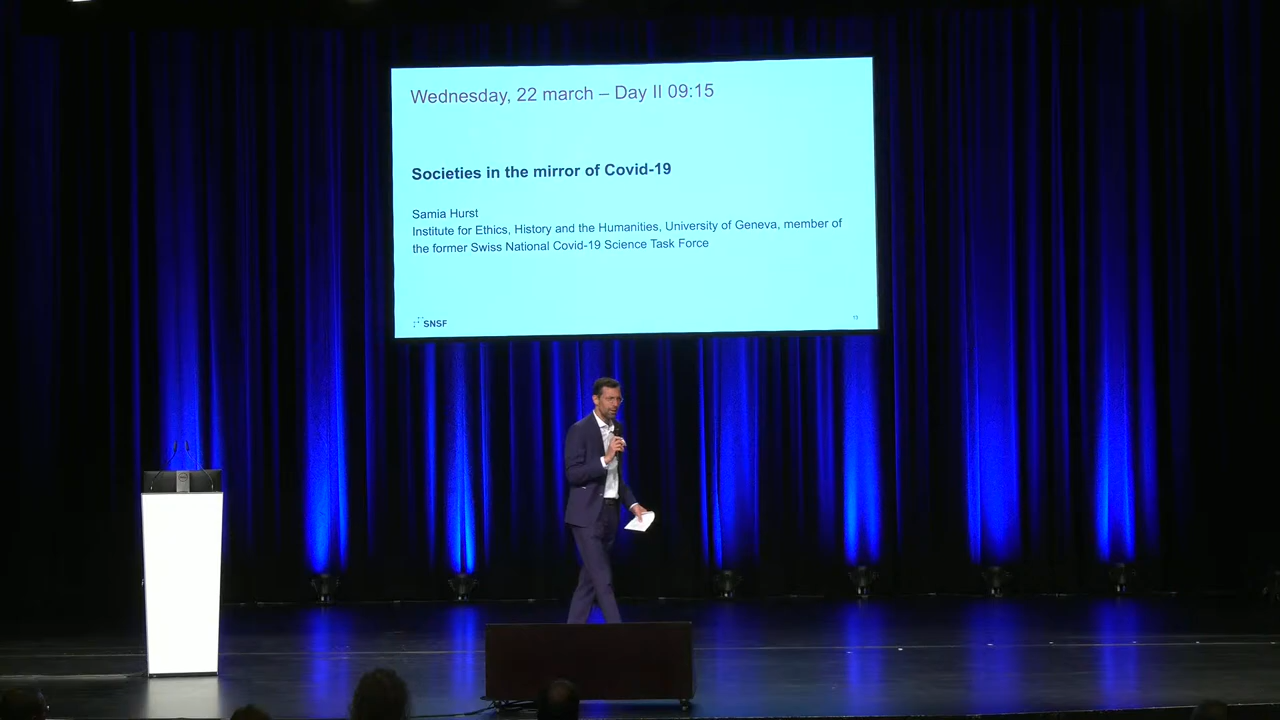 Wednesday, 22 march – Day II 09:15
Societies in the mirror of Covid-19
Samia Hurst
Institute for Ethics, History and the Humanities, University of Geneva, member of
the former Swiss National Covid-19 Science Task Force
SNSF